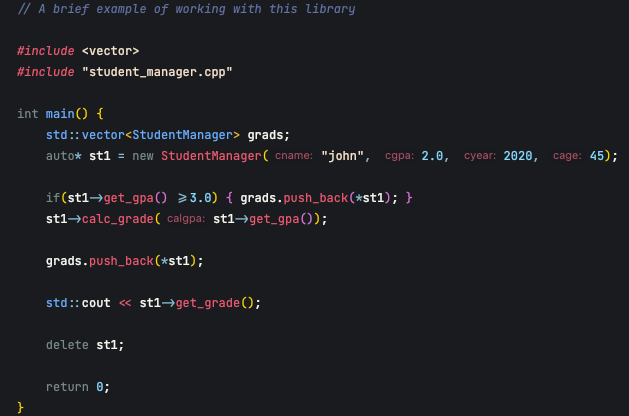 // A brief example of working with this library
#include <vector>
#include "student_manager.cpp"
int main() {
std::vector<StudentManager> grads;
auto* st1 = new StudentManager( cname: "john", cgpa: 2.0, cyear: 2020, cage: 45);
if(st1->get_gpa() >=3.0) { grads.push_back(*st1); }
st1->calc_grade( calgpa: st1->get_gpa());
grads.push_back(*st1);
std::cout << st1->get_grade();
delete st1;
return 0;
}